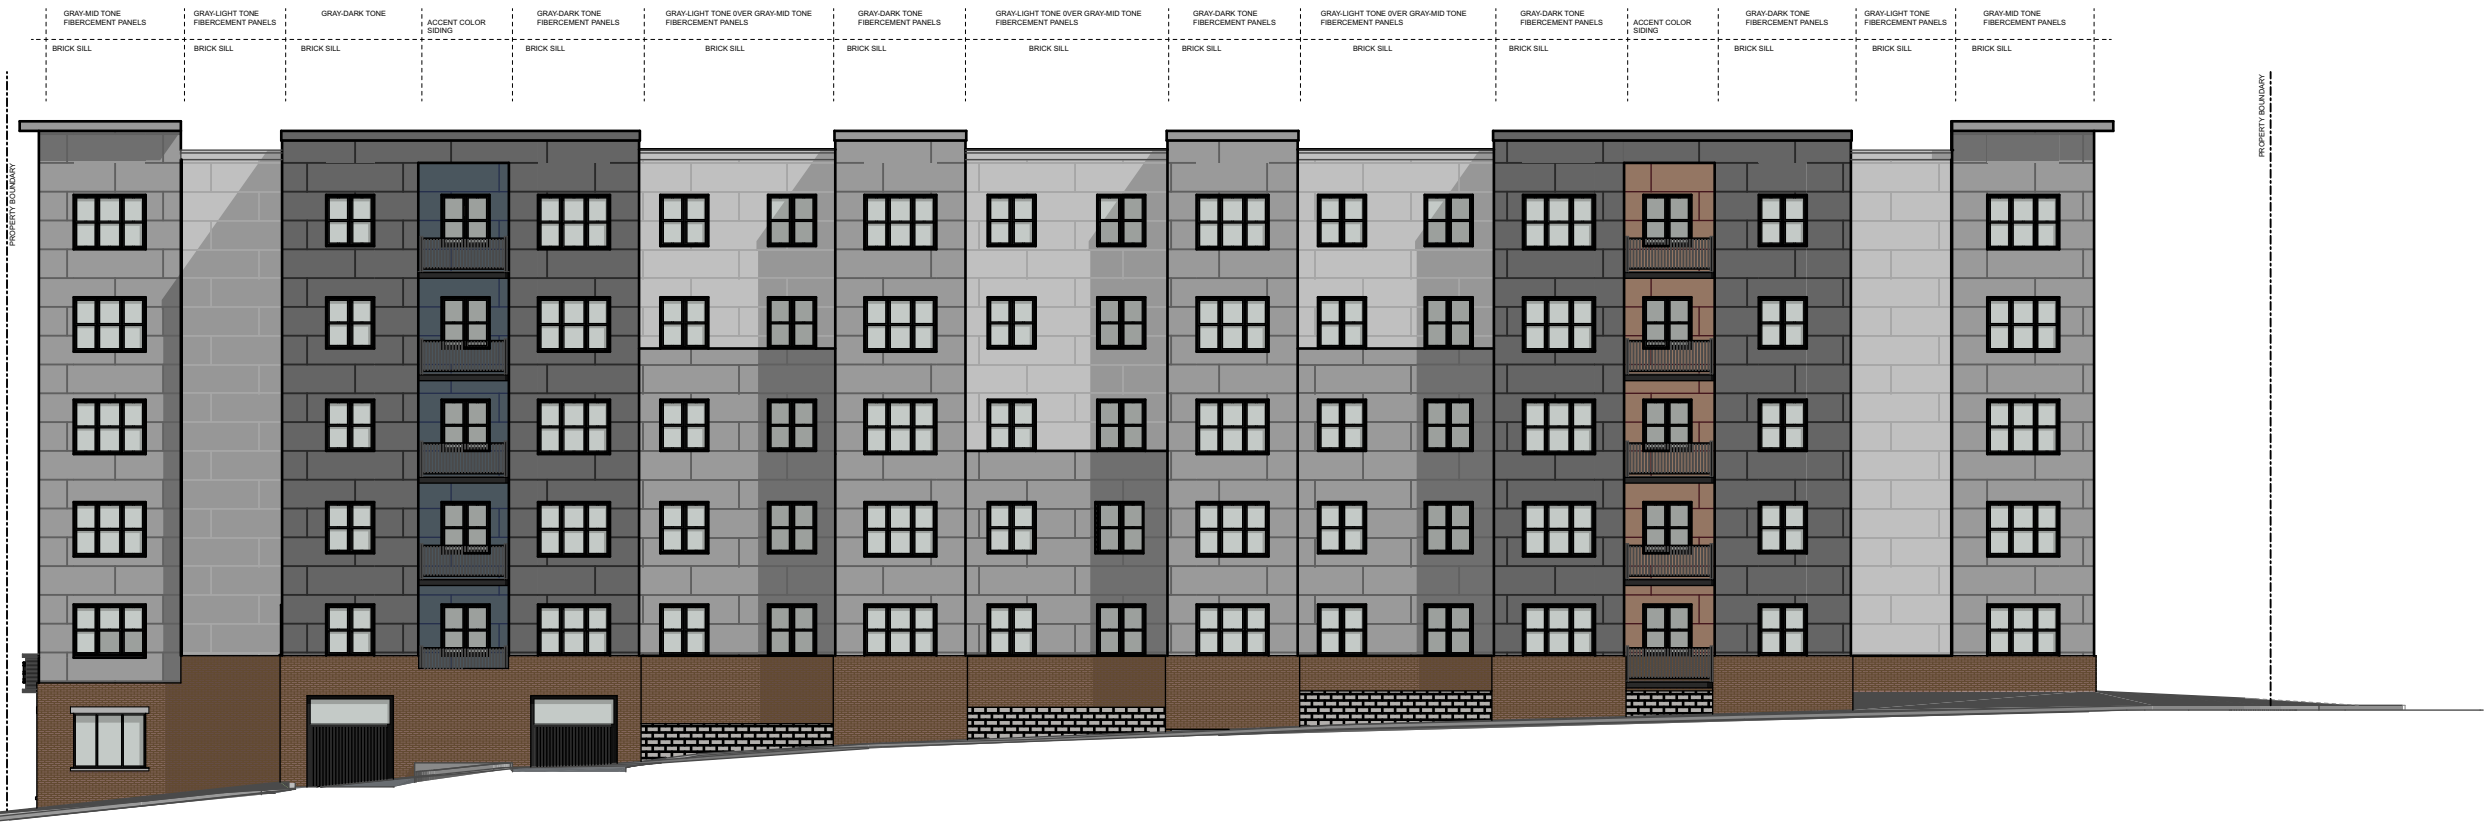 GRAY-MID TONE
FIBERCEMENT PANELS
GRAY-LIGHT TONE
FIBERCEMENT PANELS
GRAY-DARK TONE
ACCENT COLOR
SIDING
GRAY-DARK TONE
FIBERCEMENT PANELS
GRAY-LIGHT TONE 0VER GRAY-MID TONE
FIBERCEMENT PANELS
GRAY-DARK TONE
FIBERCEMENT PANELS
GRAY-LIGHT TONE 0VER GRAY-MID TONE
FIBERCEMENT PANELS
GRAY-DARK TONE
FIBERCEMENT PANELS
GRAY-LIGHT TONE 0VER GRAY-MID TONE
FIBERCEMENT PANELS
GRAY-DARK TONE
FIBERCEMENT PANELS
ACCENT COLOR
SIDING
GRAY-DARK TONE
FIBERCEMENT PANELS
GRAY-LIGHT TONE
FIBERCEMENT PANELS
GRAY-MID TONE
FIBERCEMENT PANELS
BRICK SILL
BRICK SILL
BRICK SILL
BRICK SILL
BRICK SILL
BRICK SILL
BRICK SILL
BRICK SILL
BRICK SILL
BRICK SILL
BRICK SILL
BRICK SILL
BRICK SILL
PROPERTY BOUNDARY
PROPERTY BOUNDARY